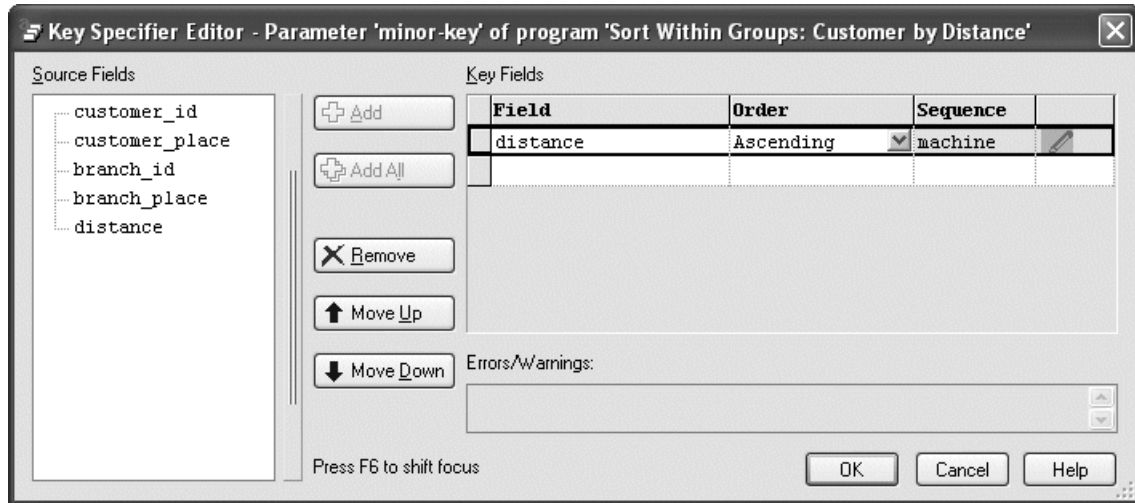 Key Specifier Editor - Parameter 'minor-key' of program 'Sort Within Groups: Customer by Distance'
Source Fields
customer_id
customer_place
branch_id
branch_place
distance
Add
Add All
Remove
Move Up
Move Down
Press F6 to shift focus
Key Fields
Field Order Sequence
distance Ascending machine
Errors/Warnings:
OK Cancel Help